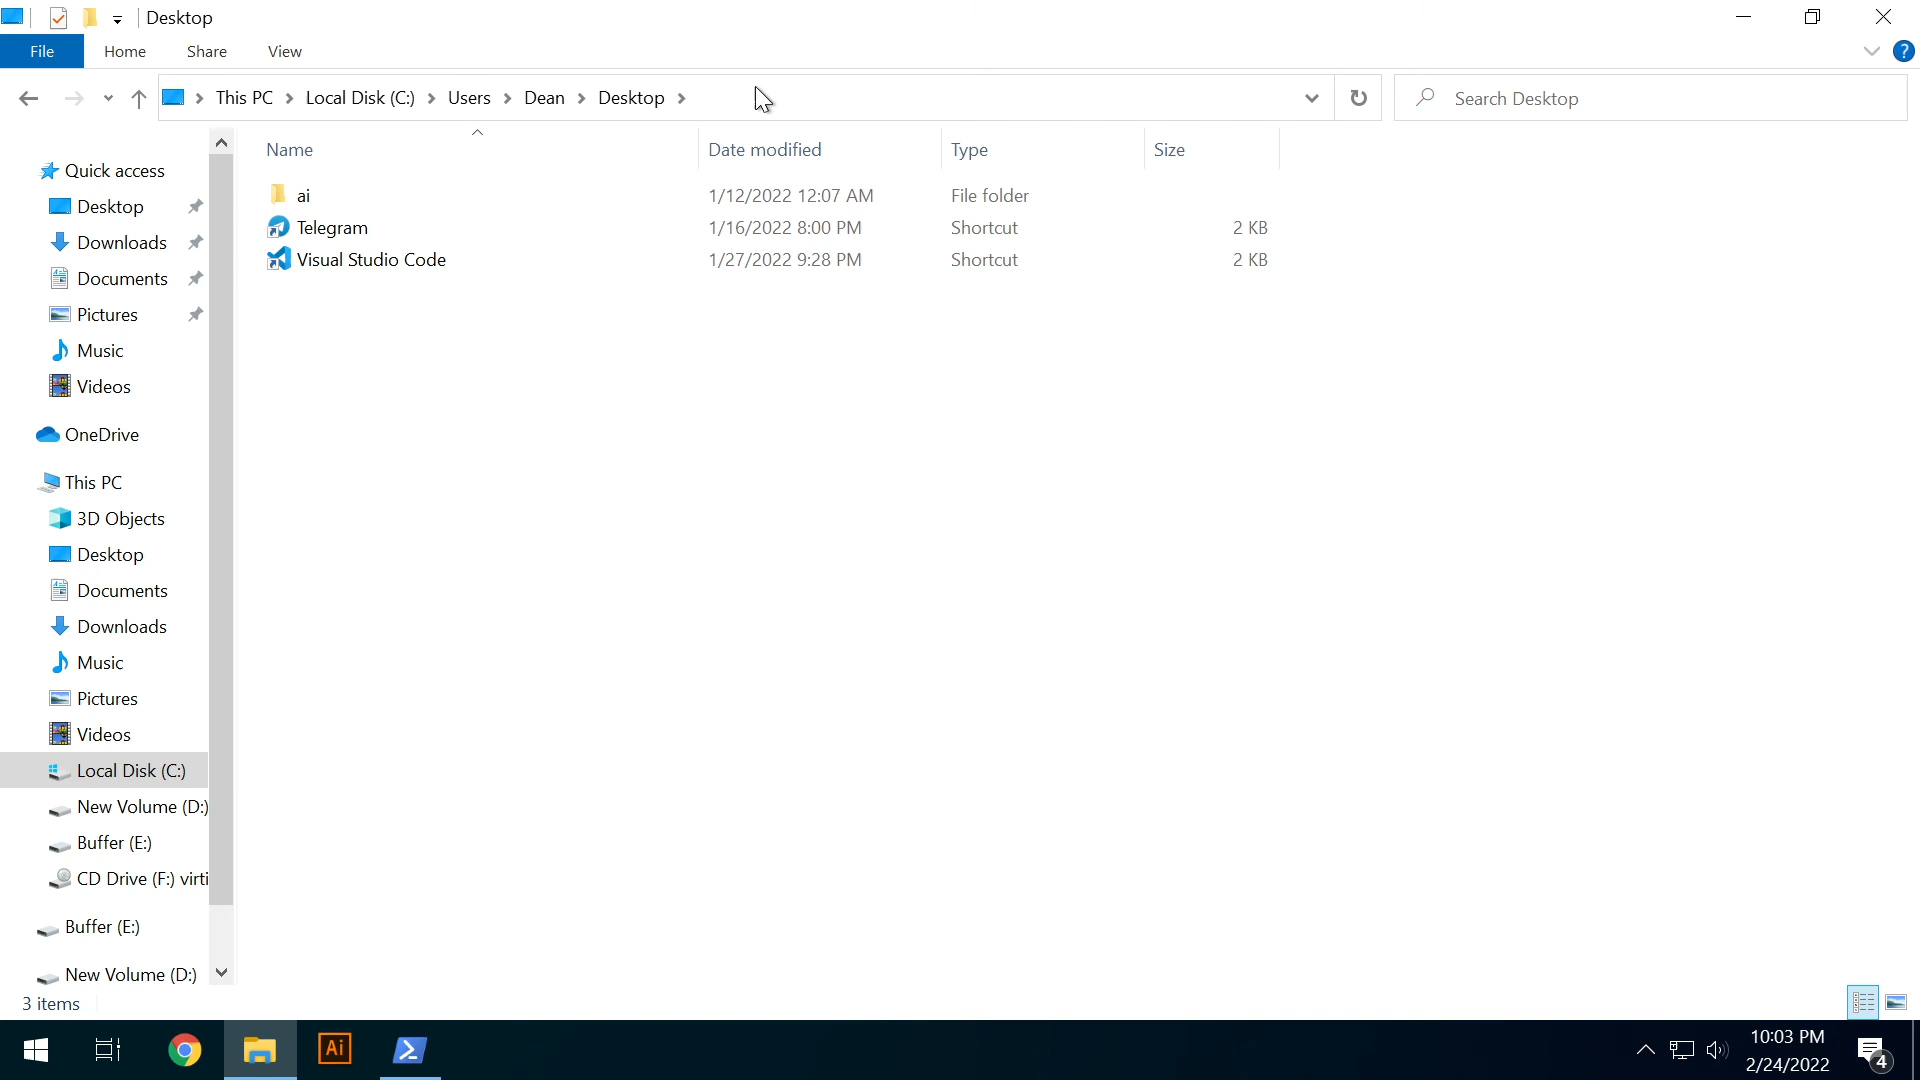 Desktop
File Home Share View
This PC Local Disk (C:) Users Dean Desktop
Search Desktop
Name Date modified Type Size
ai 1/12/2022 12:07 AM File folder
Telegram 1/16/2022 8:00 PM Shortcut 2 KB
Visual Studio Code 1/27/2022 9:28 PM Shortcut 2 KB
Quick access
Desktop
Downloads
Documents
Pictures
Music
Videos
OneDrive
This PC
3D Objects
Desktop
Documents
Downloads
Music
Pictures
Videos
Local Disk (C:)
New Volume (D:)
Buffer (E:)
CD Drive (F:) virti
Buffer (E:)
New Volume (D:)
3 items
Ai
10:03 PM
2/24/2022
4